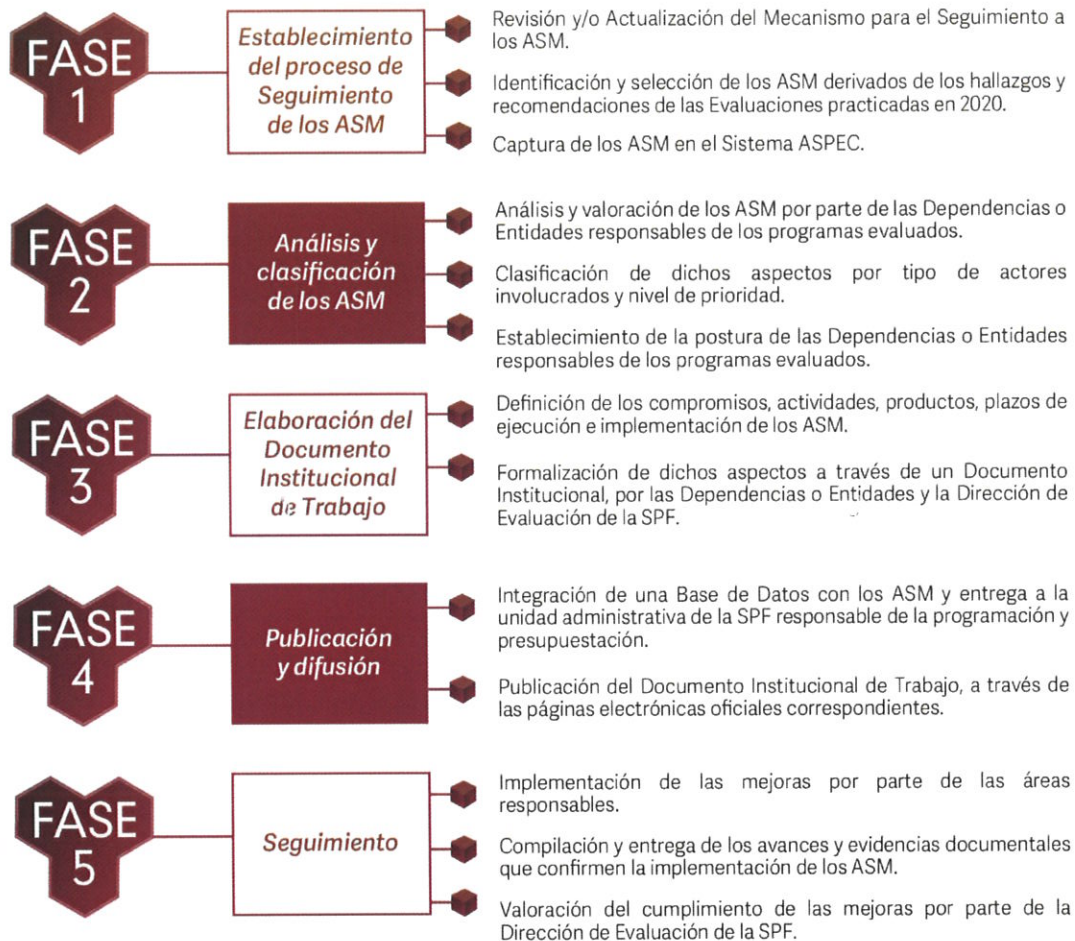 FASE
1
Establecimiento
del proceso de
Seguimiento
de los ASM
Revisión y/o Actualización del Mecanismo para el Seguimiento a
los ASM.
Identificación y selección de los ASM derivados de los hallazgos y
recomendaciones de las Evaluaciones practicadas en 2020.
Captura de los ASM en el Sistema ASPEC.
FASE
2
Análisis y
clasificación
de los ASM
Análisis y valoración de los ASM por parte de las Dependencias o
Entidades responsables de los programas evaluados.
Clasificación de dichos aspectos por tipo de actores
involucrados y nivel de prioridad.
Establecimiento de la postura de las Dependencias o Entidades
responsables de los programas evaluados.
FASE
3
Elaboración del
Documento
Institucional
de Trabajo
Definición de los compromisos, actividades, productos, plazos de
ejecución e implementación de los ASM.
Formalización de dichos aspectos a través de un Documento
Institucional, por las Dependencias o Entidades y la Dirección de
Evaluación de la SPF.
FASE
4
Publicación
y difusión
Integración de una Base de Datos con los ASM y entrega a la
unidad administrativa de la SPF responsable de la programación y
presupuestación.
Publicación del Documento Institucional de Trabajo, a través de
las páginas electrónicas oficiales correspondientes.
FASE
5
Seguimiento
Implementación de las mejoras por parte de las áreas
responsables.
Compilación y entrega de los avances y evidencias documentales
que confirmen la implementación de los ASM.
Valoración del cumplimiento de las mejoras por parte de la
Dirección de Evaluación de la SPF.